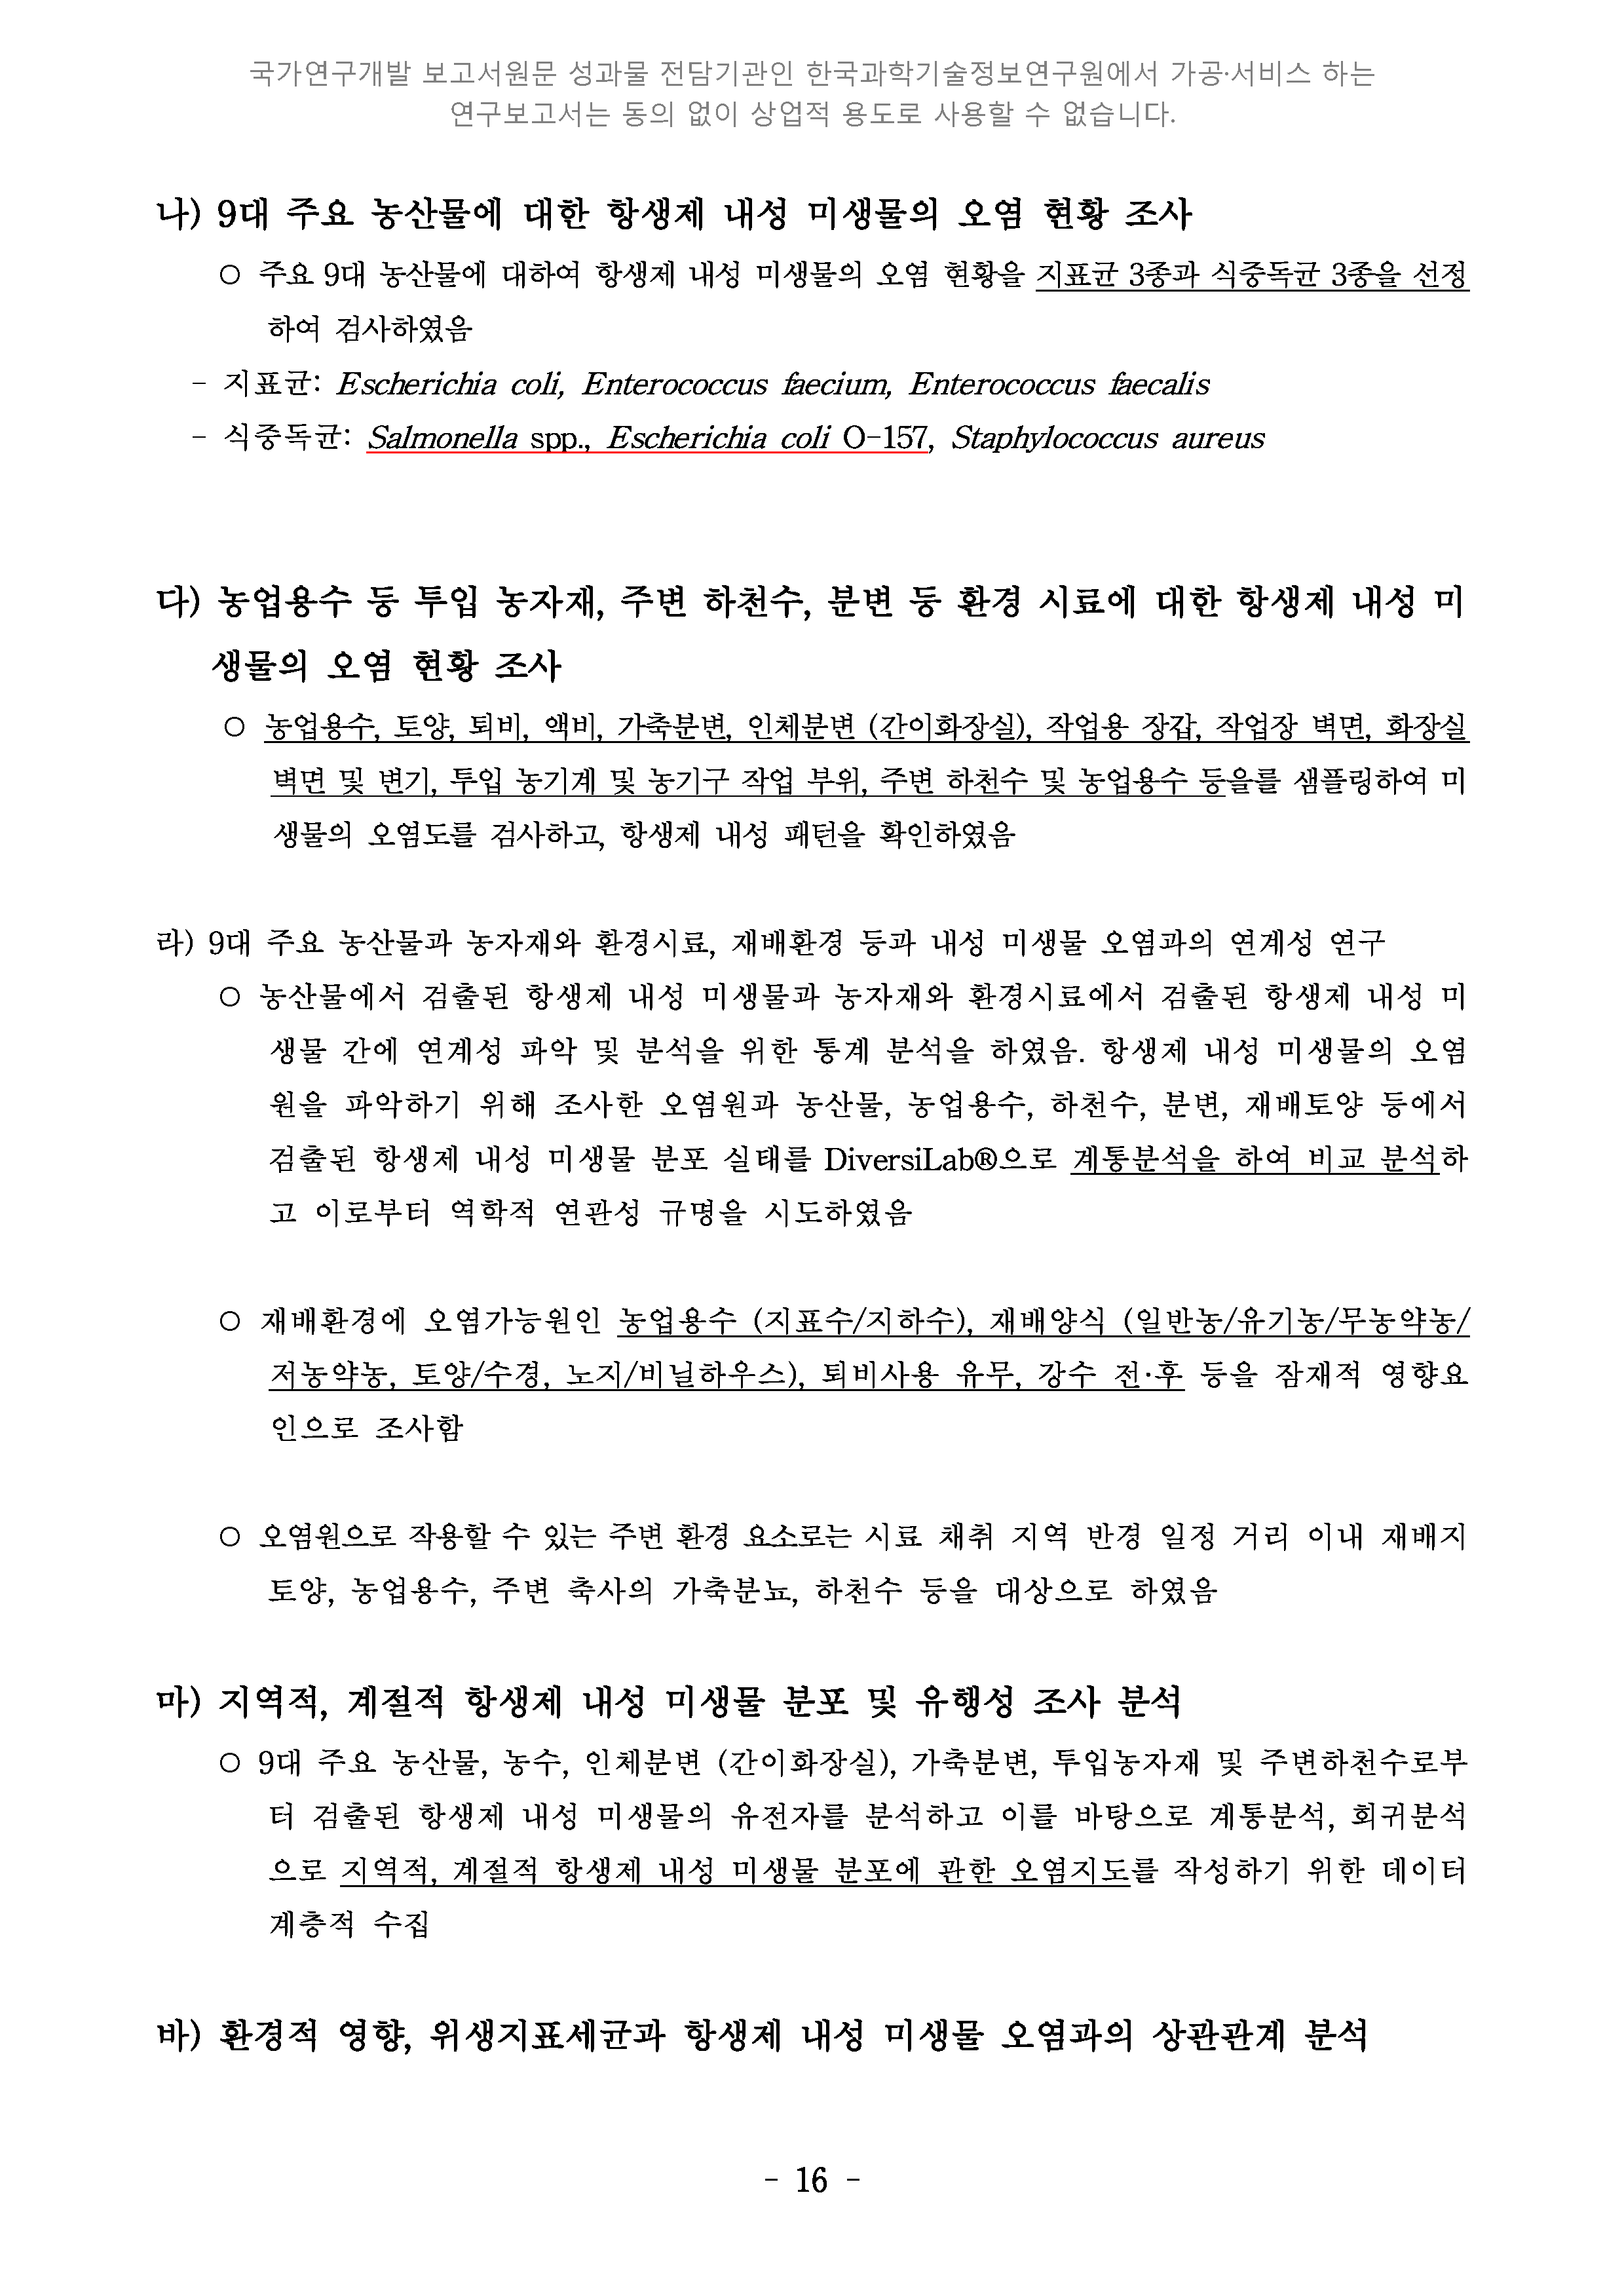 국가연구개발 보고서원문 성과물 전담기관인 한국과학기술정보연구원에서 가공·서비스 하는
연구보고서는 동의 없이 상업적 용도로 사용할 수 없습니다.
나) 9대 주요 농산물에 대한 항생제 내성 미생물의 오염 현황 조사
○ 주요 9대 농산물에 대하여 항생제 내성 미생물의 오염 현황을 지표균 3종과 식중독균 3종을 선정
하여 검사하였음
- 지표균: Escherichia coli, Enterococcus faecium, Enterococcus faecalis
- 식중독균: Salmonella spp., Escherichia coli O-157, Staphylococcus aureus
다) 농업용수 등 투입 농자재, 주변 하천수, 분변 등 환경 시료에 대한 항생제 내성 미
생물의 오염 현황 조사
○ 농업용수, 토양, 퇴비, 액비, 가축분변, 인체분변 (간이화장실), 작업용 장갑, 작업장 벽면, 화장실
벽면 및 변기, 투입 농기계 및 농기구 작업 부위, 주변 하천수 및 농업용수 등을를 샘플링하여 미
생물의 오염도를 검사하고, 항생제 내성 패턴을 확인하였음
라) 9대 주요 농산물과 농자재와 환경시료, 재배환경 등과 내성 미생물 오염과의 연계성 연구
○ 농산물에서 검출된 항생제 내성 미생물과 농자재와 환경시료에서 검출된 항생제 내성 미
생물 간에 연계성 파악 및 분석을 위한 통계 분석을 하였음. 항생제 내성 미생물의 오염
원을 파악하기 위해 조사한 오염원과 농산물, 농업용수, 하천수, 분변, 재배토양 등에서
검출된 항생제 내성 미생물 분포 실태를 DiversiLab®으로 계통분석을 하여 비교 분석하
고 이로부터 역학적 연관성 규명을 시도하였음
○ 재배환경에 오염가능원인 농업용수 (지표수/지하수), 재배양식 (일반농/유기농/무농약농/
저농약농, 토양/수경, 노지/비닐하우스), 퇴비사용 유무, 강수 전·후 등을 잠재적 영향요
인으로 조사함
○ 오염원으로 작용할 수 있는 주변 환경 요소로는 시료 채취 지역 반경 일정 거리 이내 재배지
토양, 농업용수, 주변 축사의 가축분뇨, 하천수 등을 대상으로 하였음
마) 지역적, 계절적 항생제 내성 미생물 분포 및 유행성 조사 분석
○ 9대 주요 농산물, 농수, 인체분변 (간이화장실), 가축분변, 투입농자재 및 주변하천수로부
터 검출된 항생제 내성 미생물의 유전자를 분석하고 이를 바탕으로 계통분석, 회귀분석
으로 지역적, 계절적 항생제 내성 미생물 분포에 관한 오염지도를 작성하기 위한 데이터
계층적 수집
바) 환경적 영향, 위생지표세균과 항생제 내성 미생물 오염과의 상관관계 분석
- 16 -